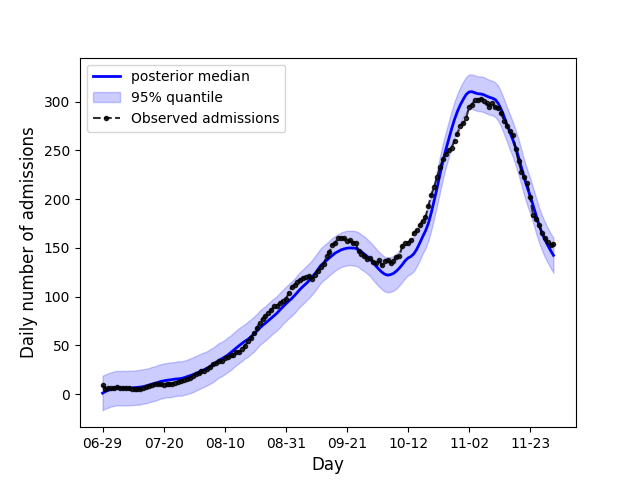 posterior median
95% quantile
Observed admissions
Daily number of admissions
300
250
200
150
100
50
0
06-29 07-20 08-10 08-31 09-21 10-12 11-02 11-23
Day